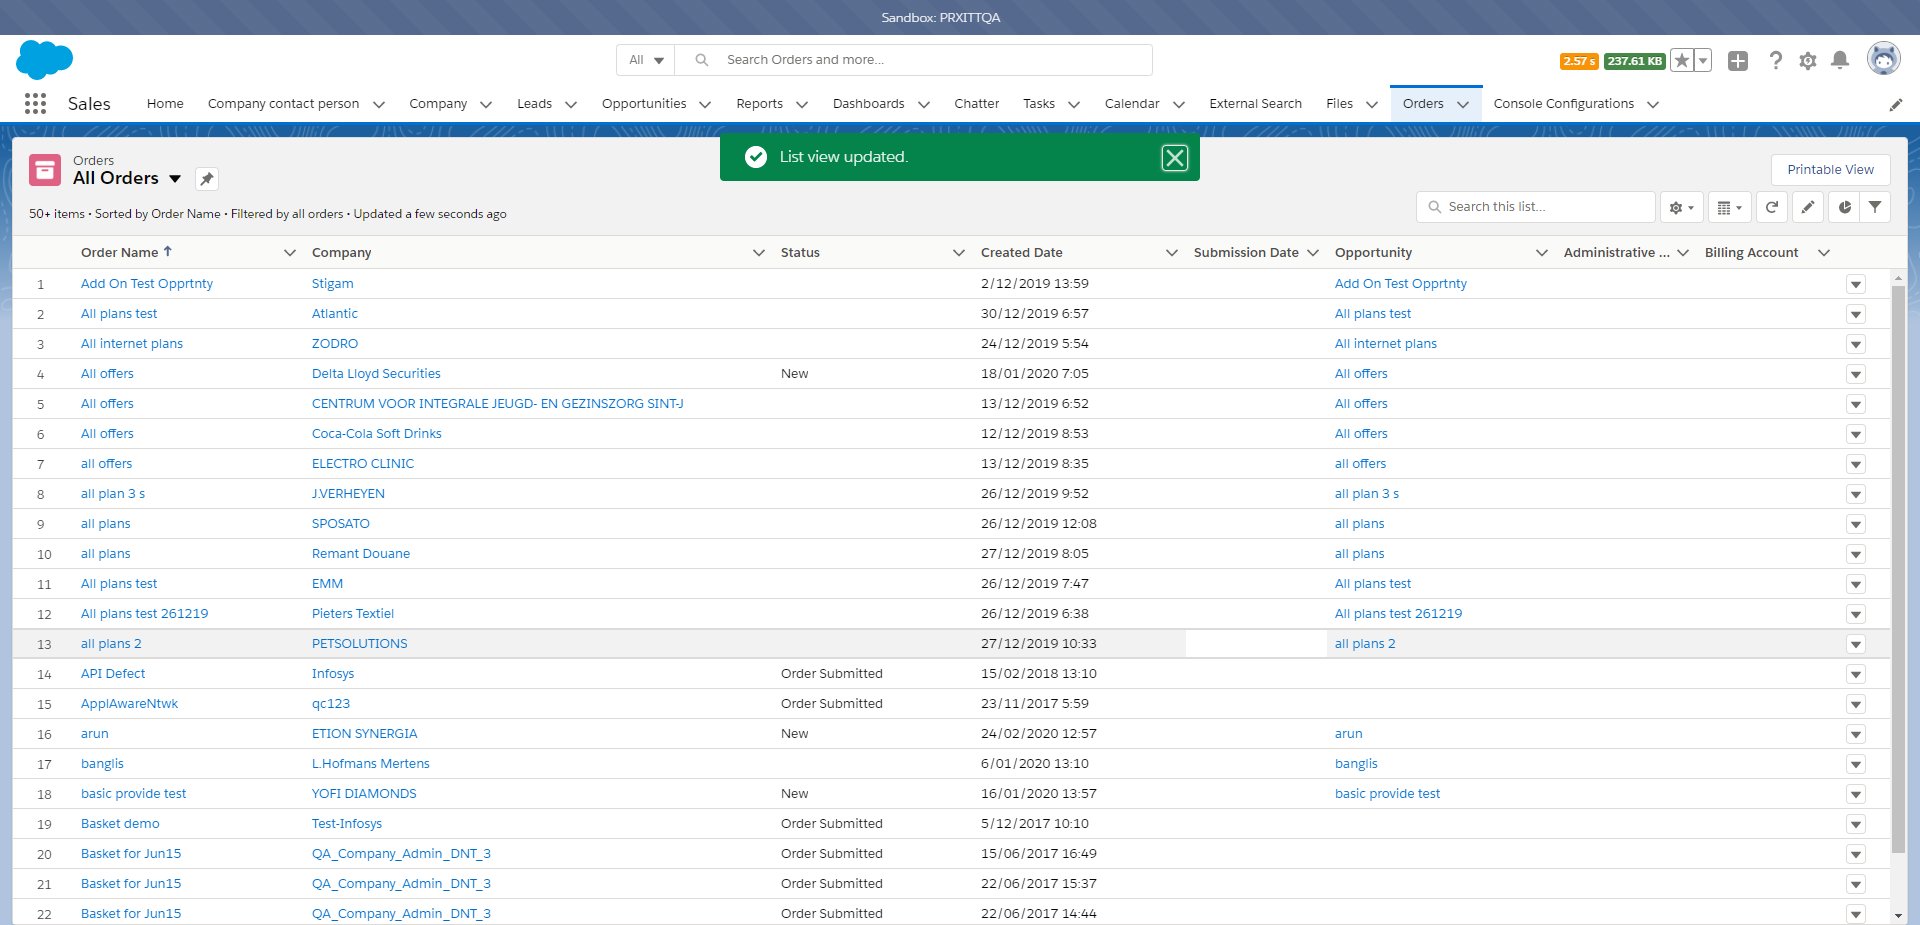 Sandbox: PRXITTQA
All Search Orders and more... 2.57 s 237.61 KB
Sales Home Company contact person Company Leads Opportunities Reports Dashboards Chatter Tasks Calendar External Search Files Orders Console Configurations
Orders
All Orders
List view updated.
Printable View
50+ items • Sorted by Order Name • Filtered by all orders • Updated a few seconds ago
Search this list...
Order Name Company Status Created Date Submission Date Opportunity Administrative ... Billing Account
1 Add On Test Opprtnty Stigam 2/12/2019 13:59 Add On Test Opprtnty
2 All plans test Atlantic 30/12/2019 6:57 All plans test
3 All internet plans ZODRO 24/12/2019 5:54 All internet plans
4 All offers Delta Lloyd Securities New 18/01/2020 7:05 All offers
5 All offers CENTRUM VOOR INTEGRALE JEUGD- EN GEZINSZORG SINT-J 13/12/2019 6:52 All offers
6 All offers Coca-Cola Soft Drinks 12/12/2019 8:53 All offers
7 all offers ELECTRO CLINIC 13/12/2019 8:35 all offers
8 all plan 3 s J.VERHEYEN 26/12/2019 9:52 all plan 3 s
9 all plans SPOSATO 26/12/2019 12:08 all plans
10 all plans Remant Douane 27/12/2019 8:05 all plans
11 All plans test EMM 26/12/2019 7:47 All plans test
12 All plans test 261219 Pieters Textiel 26/12/2019 6:38 All plans test 261219
13 all plans 2 PETSOLUTIONS 27/12/2019 10:33 all plans 2
14 API Defect Infosys Order Submitted 15/02/2018 13:10
15 ApplAwareNtwk qc123 Order Submitted 23/11/2017 5:59
16 arun ETION SYNERGIA New 24/02/2020 12:57 arun
17 banglis L.Hofmans Mertens 6/01/2020 13:10 banglis
18 basic provide test YOFI DIAMONDS New 16/01/2020 13:57 basic provide test
19 Basket demo Test-Infosys Order Submitted 5/12/2017 10:10
20 Basket for Jun15 QA_Company_Admin_DNT_3 Order Submitted 15/06/2017 16:49
21 Basket for Jun15 QA_Company_Admin_DNT_3 Order Submitted 22/06/2017 15:37
22 Basket for Jun15 QA_Company_Admin_DNT_3 Order Submitted 22/06/2017 14:44